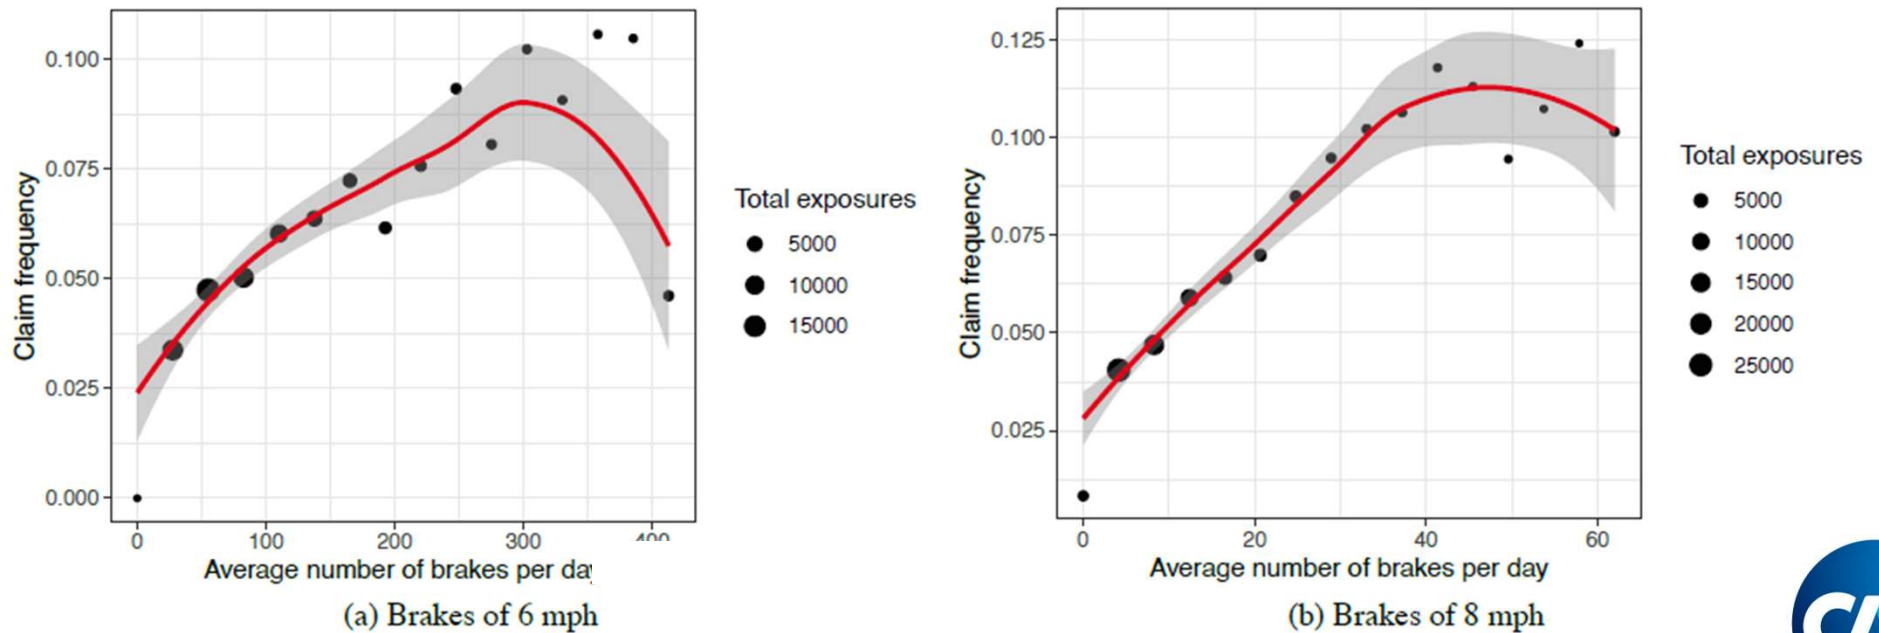 Claim frequency
0.100
0.075
0.050
0.025
0.000
0 100 200 300 400
Average number of brakes per day
(a) Brakes of 6 mph
Total exposures
5000
10000
15000
Claim frequency
0.125
0.100
0.075
0.050
0.025
0 20 40 60
Average number of brakes per day
(b) Brakes of 8 mph
Total exposures
5000
10000
15000
20000
25000